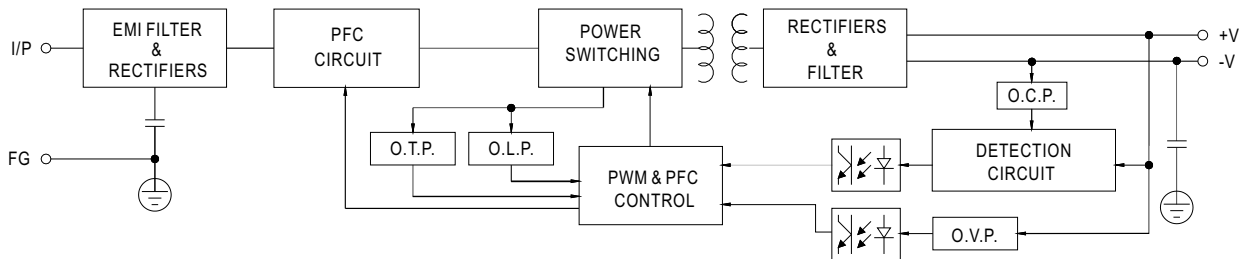 I/P
EMI FILTER
&
RECTIFIERS
PFC
CIRCUIT
POWER
SWITCHING
RECTIFIERS
&
FILTER
+V
-V
O.C.P.
FG
O.T.P.
O.L.P.
PWM & PFC
CONTROL
DETECTION
CIRCUIT
O.V.P.